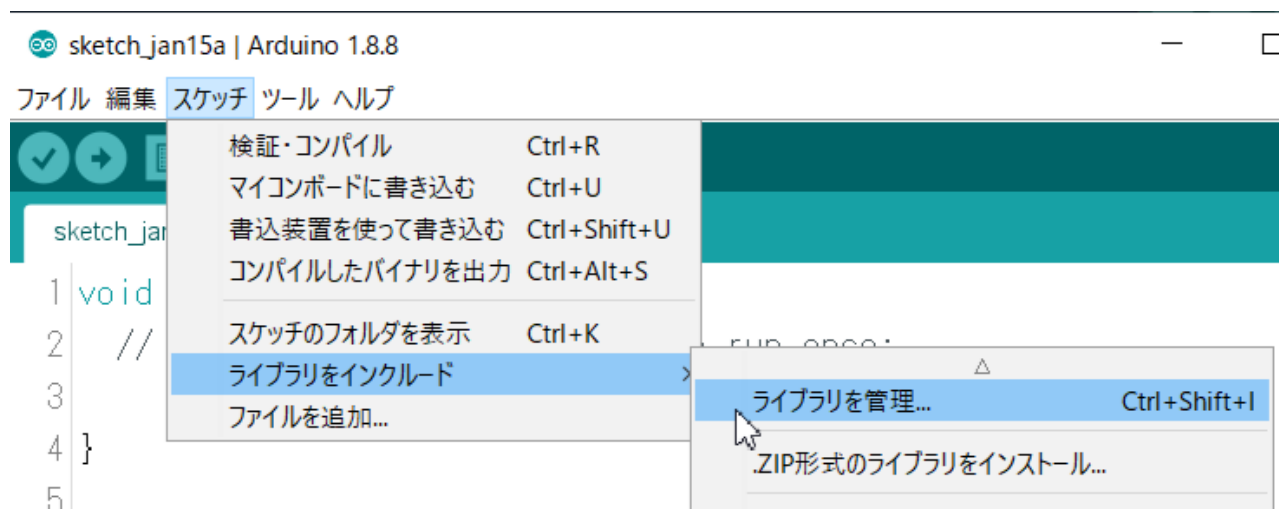 sketch_jan15a | Arduino 1.8.8
ファイル 編集 スケッチ ツール ヘルプ
検証・コンパイル Ctrl+R
マイコンボードに書き込む Ctrl+U
書込装置を使って書き込む Ctrl+Shift+U
コンパイルしたバイナリを出力 Ctrl+Alt+S
スケッチのフォルダを表示 Ctrl+K
ライブラリをインクルード
ファイルを追加...
ライブラリを管理... Ctrl+Shift+I
.ZIP形式のライブラリをインストール...
sketch_jan
1 void
2 // run once:
3
4 }
5